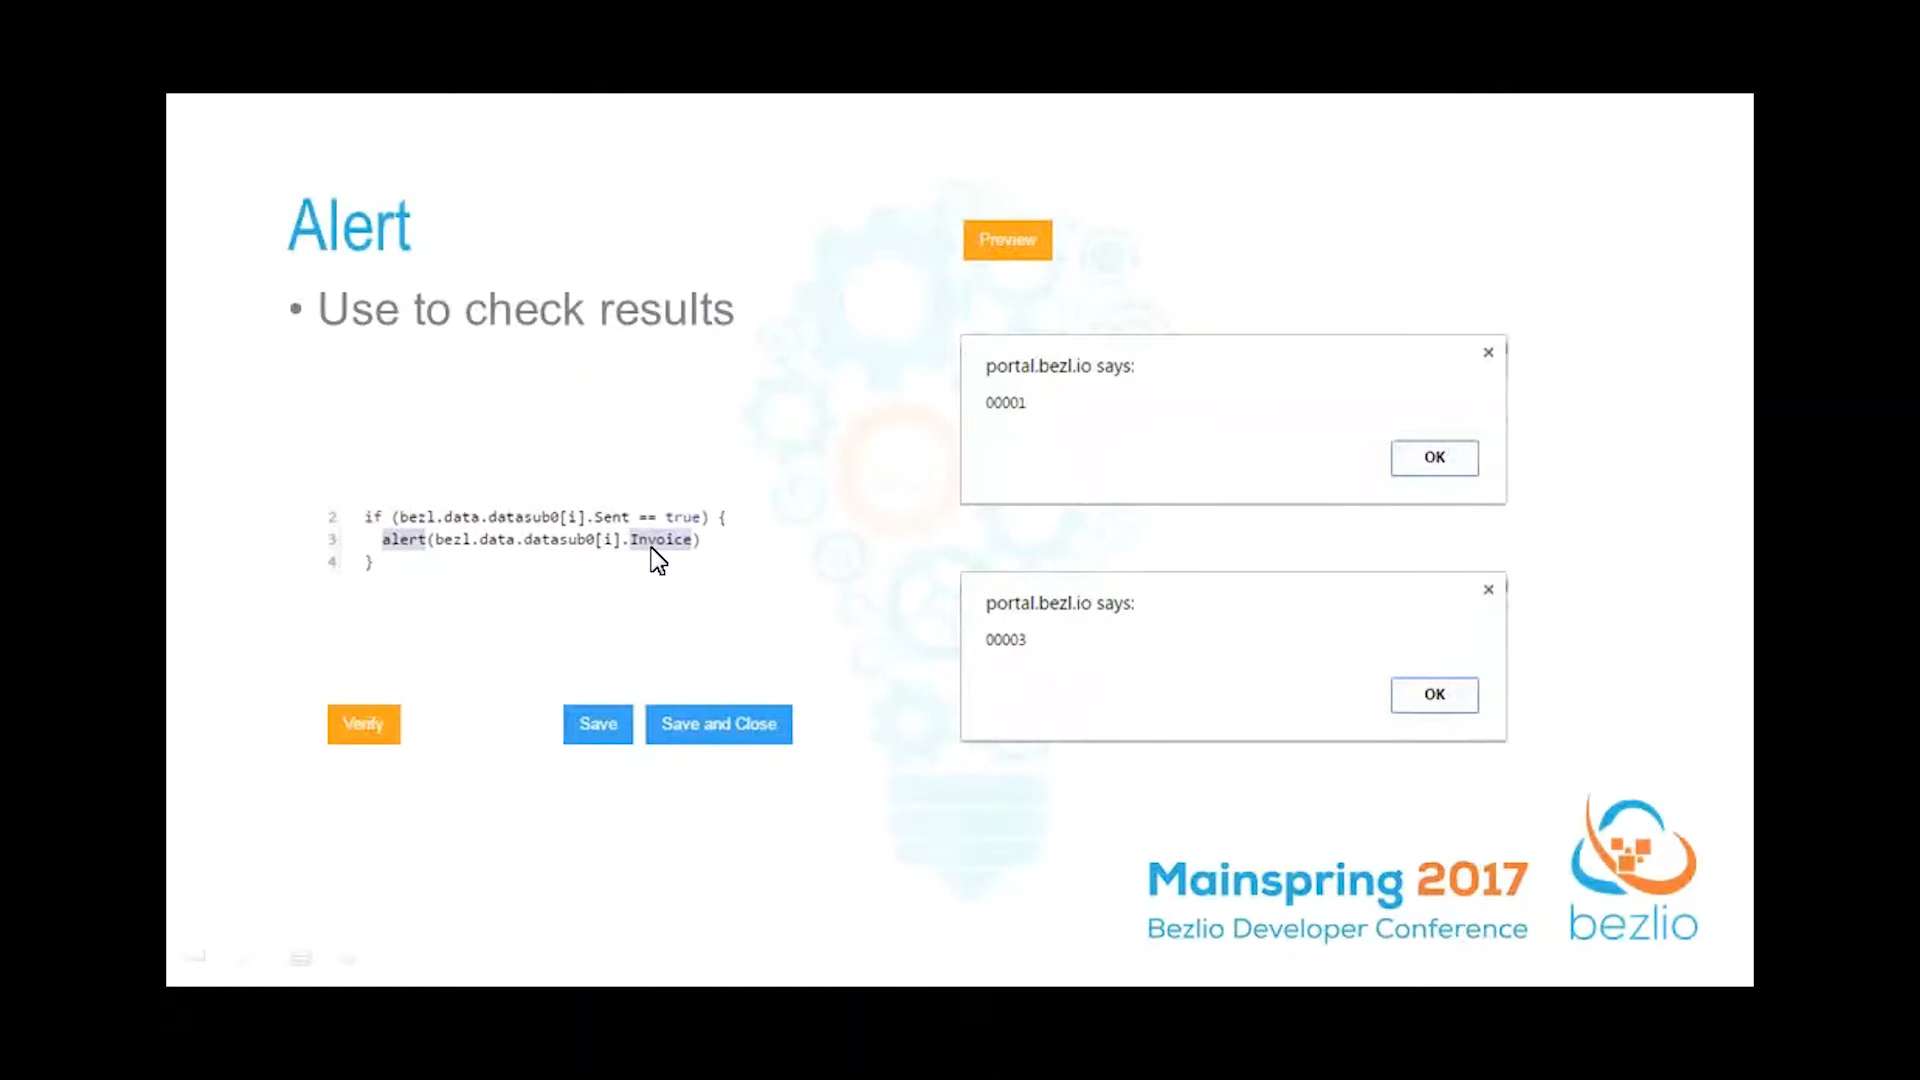 Alert
• Use to check results
2 if (bezl.data.datasub0[i].Sent == true) {
3 alert(bezl.data.datasub0[i].Invoice)
4 }
Verify
Save
Save and Close
Preview
portal.bezl.io says:
00001
OK
portal.bezl.io says:
00003
OK
Mainspring 2017
Bezlio Developer Conference
bezlio